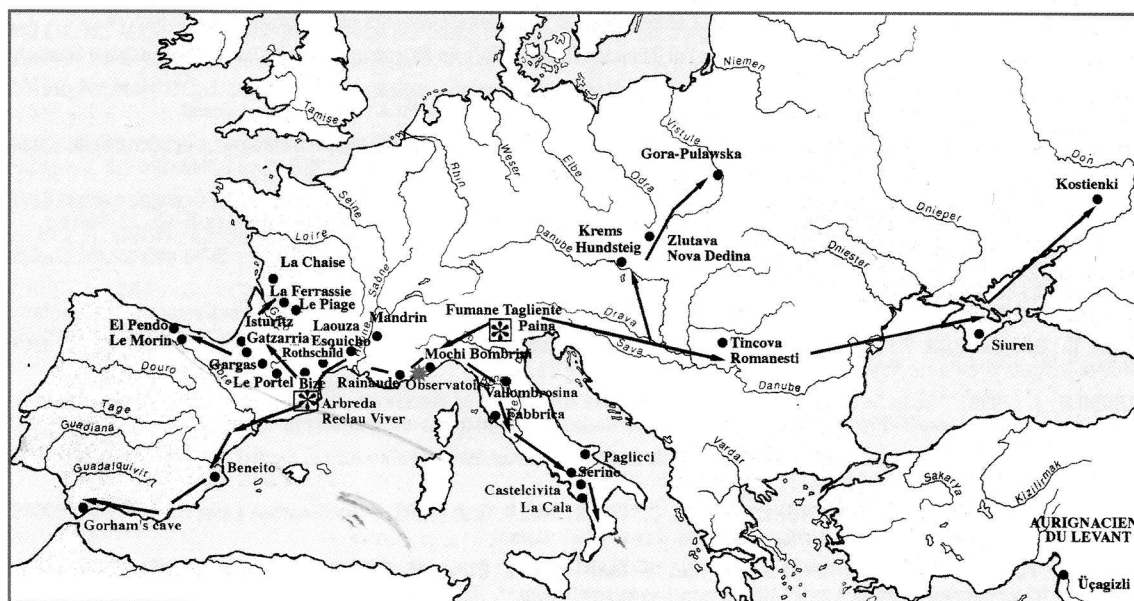 Niemen
Tamise
Vistule
Weser
Elbe
Odra
Rhin
Gora-Pulawska
Don
Kostienki
Seine
Dnieper
Krems
Hundsteig
Zlutava
Nova Dedina
Loire
Danube
Dniester
La Chaise
Saône
La Ferrassie
Le Piage
Mandrin
Fumane Tagliente
Paina
Drava
El Pendo
Le Morin
Isturitz
Gatzarria
Laouza
Esquicho
Rothschild
Sava
Tincova
Romanesti
Siuren
Mochi Bombrini
Gargas
Douro
Le Portel
Bize
Rainaude
Observatoire
Danube
Vallombrosina
Arbreda
Reclau Viver
Fabbrica
Tage
Guadiana
Vardar
Guadalquivir
Beneito
Paglicci
Serino
Sakarya
Kizilirmak
Castelcivita
La Cala
Gorham's cave
AURIGNACIEN
DU LEVANT
Üçagizli